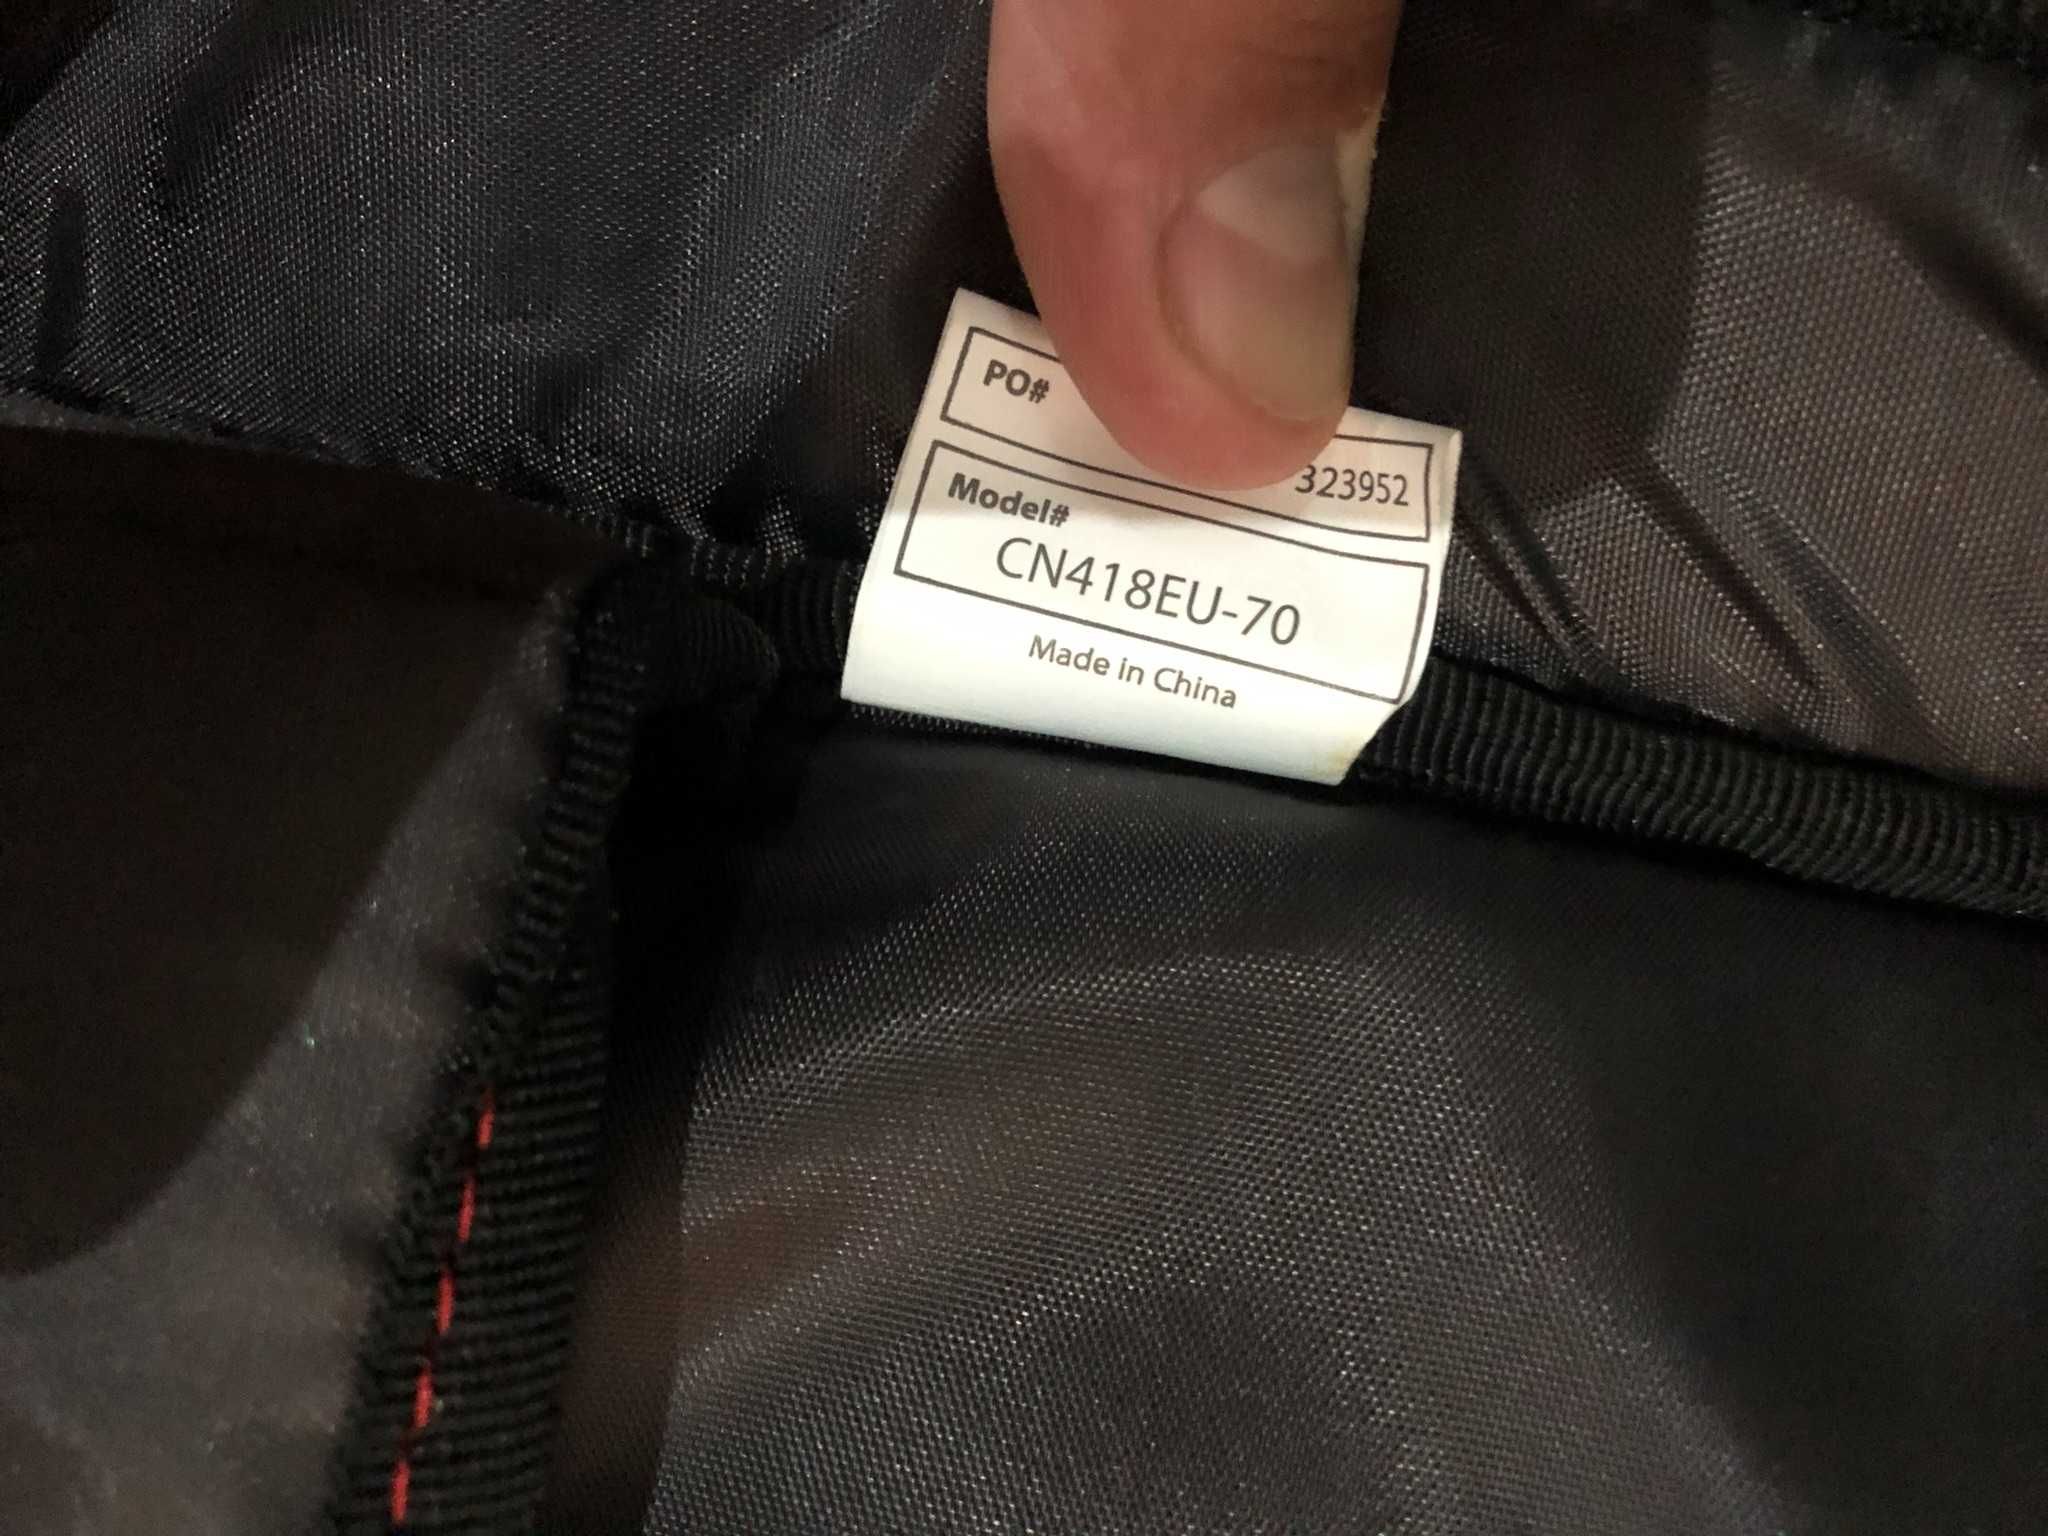 PO#
323952
Model#
CN418EU-70
Made in China